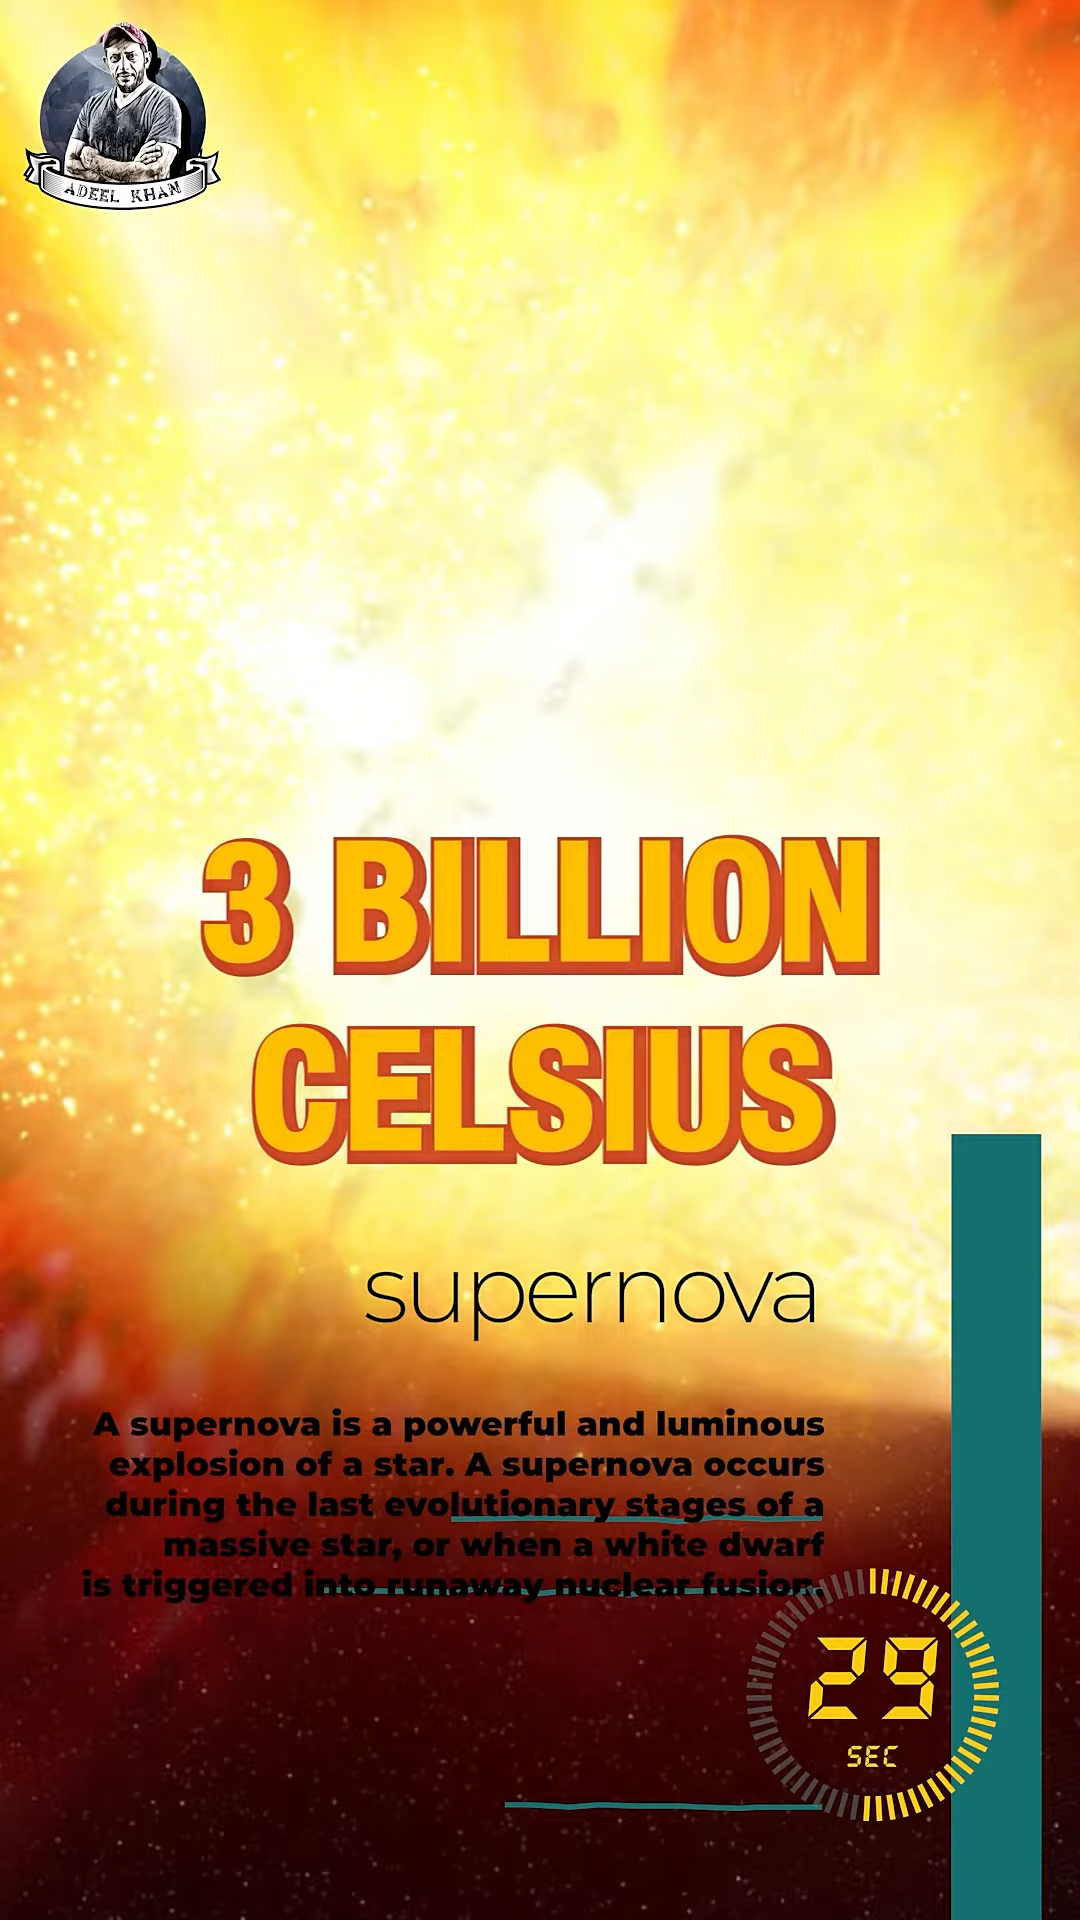 ADEEL KHAN
3 BILLION
CELSIUS
supernova
A supernova is a powerful and luminous
explosion of a star. A supernova occurs
during the last evolutionary stages of a
massive star, or when a white dwarf
is triggered into runaway nuclear fusion.
29
SEC